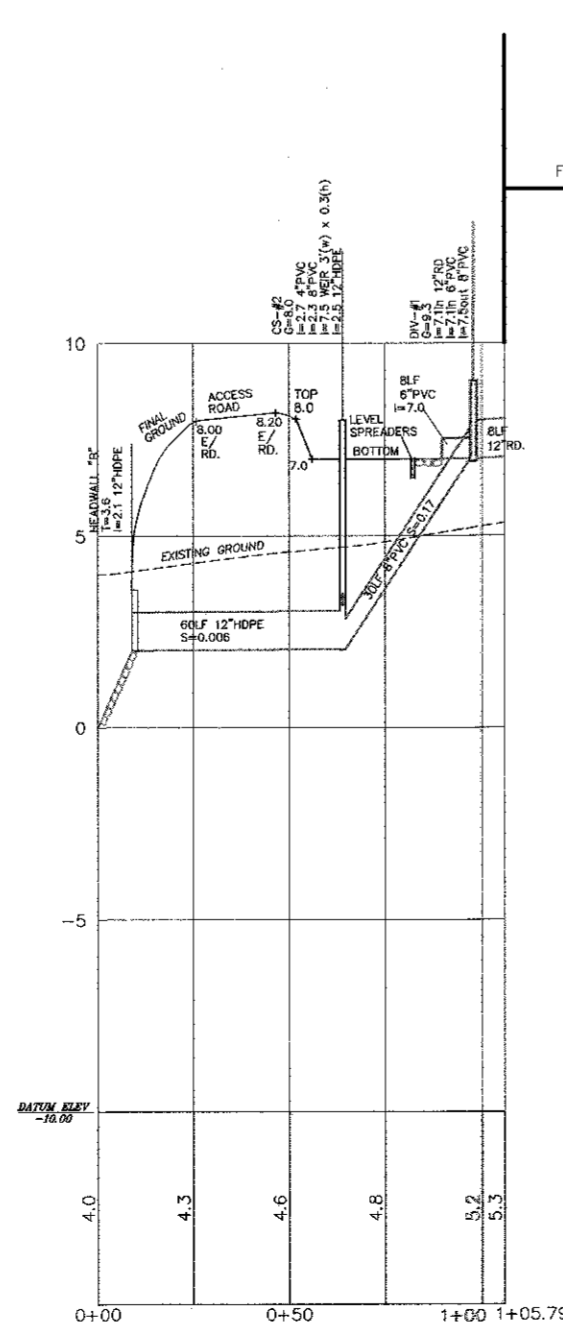 F
CS-#2
G=8.0
I=2.7 4"PVC
I=2.3 8"PVC
I=7.5 WEIR 3'(w) x 0.3(h)
I=2.5 12"HDPE
DIV-#1
G=9.3
I=7.1in 12"RD
I=7.1in 6"PVC
I=7.5out 8"PVC
10
8LF
6"PVC
I=7.0
ACCESS
ROAD
TOP
8.0
FINAL
GROUND
8.00
E/
RD.
8.20
E/
RD.
LEVEL
SPREADERS
BOTTOM
7.0
8LF
12"RD.
HEADWALL "R"
T=3.6
I=2.1 12"HDPE
5
EXISTING GROUND
30LF 8"PVC S=0.17
60LF 12"HDPE
S=0.006
0
-5
DATUM ELEV
-10.00
4.0
4.3
4.6
4.8
5.2
5.3
0+00
0+50
1+00
1+05.79